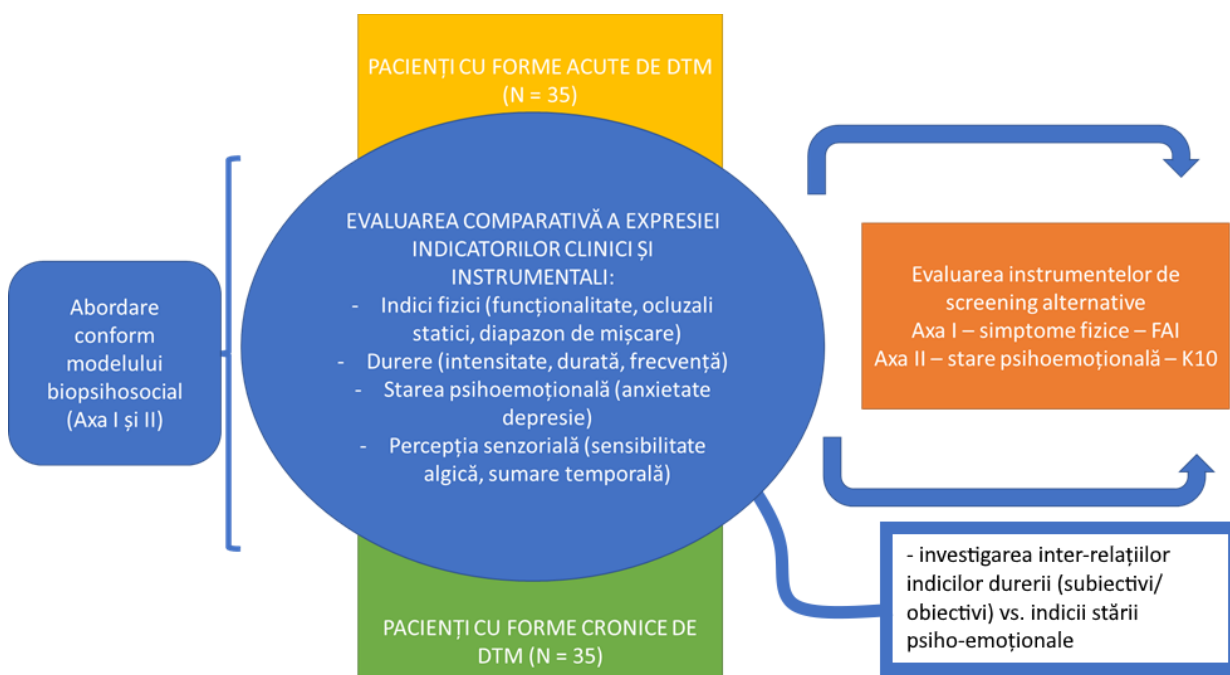 PACIENȚI CU FORME ACUTE DE DTM
(N = 35)
Abordare
conform
modelului
biopsihosocial
(Axa I și II)
EVALUAREA COMPARATIVĂ A EXPRESIEI
INDICATORILOR CLINICI ȘI
INSTRUMENTALI:
- Indici fizici (funcționalitate, ocluzali
statici, diapazon de mișcare)
- Durere (intensitate, durată, frecvență)
- Starea psihoemoțională (anxietate
depresie)
- Percepția senzorială (sensibilitate
algică, sumare temporală)
Evaluarea instrumentelor de
screening alternative
Axa I – simptome fizice – FAI
Axa II – stare psihoemoțională – K10
- investigarea inter-relațiilor
indicilor durerii (subiectivi/
obiectivi) vs. indicii stării
psiho-emoționale
PACIENȚI CU FORME CRONICE DE
DTM (N = 35)